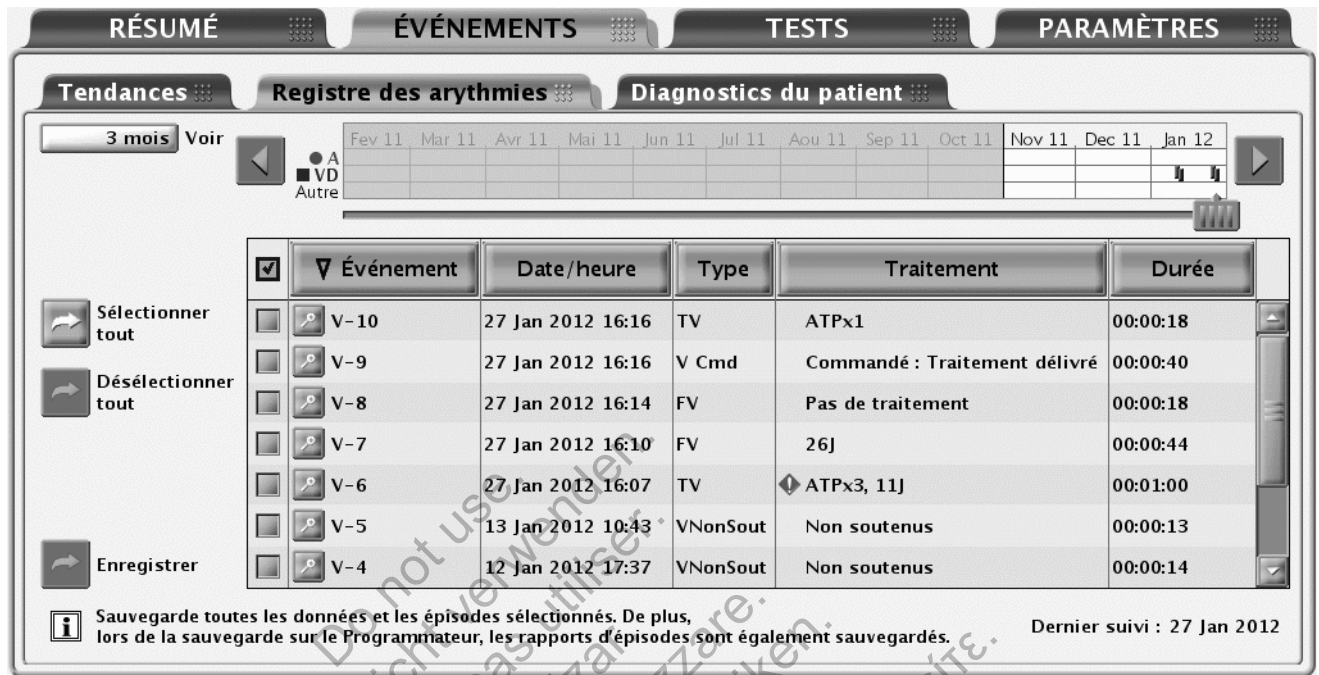 RÉSUMÉ ÉVÉNEMENTS TESTS PARAMÈTRES
Tendances Registre des arythmies Diagnostics du patient
3 mois Voir
Fev 11 Mar 11 Avr 11 Mai 11 Jun 11 Jul 11 Aou 11 Sep 11 Oct 11 Nov 11 Dec 11 Jan 12
A
VD
Autre
Événement Date/heure Type Traitement Durée
Sélectionner tout
Désélectionner tout
Enregistrer
V-10 27 Jan 2012 16:16 TV ATPx1 00:00:18
V-9 27 Jan 2012 16:16 V Cmd Commandé : Traitement délivré 00:00:40
V-8 27 Jan 2012 16:14 FV Pas de traitement 00:00:18
V-7 27 Jan 2012 16:10 FV 26J 00:00:44
V-6 27 Jan 2012 16:07 TV ATPx3, 11J 00:01:00
V-5 13 Jan 2012 10:43 VNonSout Non soutenus 00:00:13
V-4 12 Jan 2012 17:37 VNonSout Non soutenus 00:00:14
Sauvegarde toutes les données et les épisodes sélectionnés. De plus,
lors de la sauvegarde sur le Programmateur, les rapports d'épisodes sont également sauvegardés.
Dernier suivi : 27 Jan 2012
Do not use.
verwenden.
utiliser.